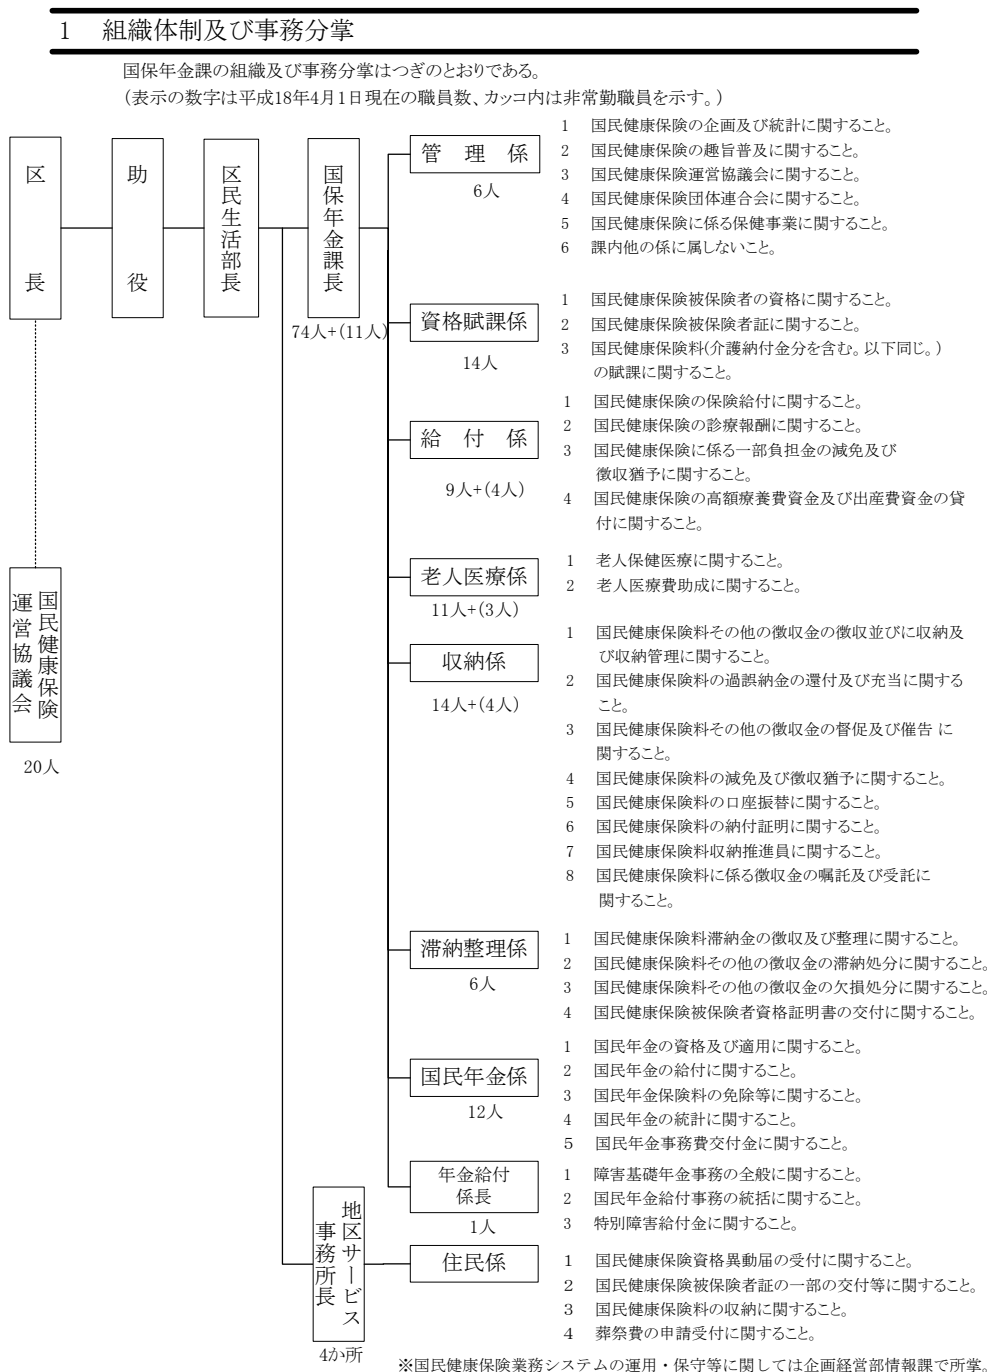 1　組織体制及び事務分掌
国保年金課の組織及び事務分掌はつぎのとおりである。
（表示の数字は平成18年4月1日現在の職員数、カッコ内は非常勤職員を示す。）
区長
助役
区民生活部長
国保年金課長
74人+(11人)
国民健康保険
運営協議会
20人
管理係
6人
1　国民健康保険の企画及び統計に関すること。
2　国民健康保険の趣旨普及に関すること。
3　国民健康保険運営協議会に関すること。
4　国民健康保険団体連合会に関すること。
5　国民健康保険に係る保健事業に関すること。
6　課内他の係に属しないこと。
資格賦課係
14人
1　国民健康保険被保険者の資格に関すること。
2　国民健康保険被保険者証に関すること。
3　国民健康保険料(介護納付金分を含む。以下同じ。)
の賦課に関すること。
給付係
9人+(4人)
1　国民健康保険の保険給付に関すること。
2　国民健康保険の診療報酬に関すること。
3　国民健康保険に係る一部負担金の減免及び
徴収猶予に関すること。
4　国民健康保険の高額療養費資金及び出産費資金の貸
付に関すること。
老人医療係
11人+(3人)
1　老人保健医療に関すること。
2　老人医療費助成に関すること。
収納係
14人+(4人)
1　国民健康保険料その他の徴収金の徴収並びに収納及
び収納管理に関すること。
2　国民健康保険料の過誤納金の還付及び充当に関する
こと。
3　国民健康保険料その他の徴収金の督促及び催告 に
関すること。
4　国民健康保険料の減免及び徴収猶予に関すること。
5　国民健康保険料の口座振替に関すること。
6　国民健康保険料の納付証明に関すること。
7　国民健康保険料収納推進員に関すること。
8　国民健康保険料に係る徴収金の嘱託及び受託に
関すること。
滞納整理係
6人
1　国民健康保険料滞納金の徴収及び整理に関すること。
2　国民健康保険料その他の徴収金の滞納処分に関すること。
3　国民健康保険料その他の徴収金の欠損処分に関すること。
4　国民健康保険被保険者資格証明書の交付に関すること。
国民年金係
12人
1　国民年金の資格及び適用に関すること。
2　国民年金の給付に関すること。
3　国民年金保険料の免除等に関すること。
4　国民年金の統計に関すること。
5　国民年金事務費交付金に関すること。
年金給付
係長
1人
1　障害基礎年金事務の全般に関すること。
2　国民年金給付事務の統括に関すること。
3　特別障害給付金に関すること。
地区サービス
事務所長
4か所
住民係
1　国民健康保険資格異動届の受付に関すること。
2　国民健康保険被保険者証の一部の交付等に関すること。
3　国民健康保険料の収納に関すること。
4　葬祭費の申請受付に関すること。
※国民健康保険業務システムの運用・保守等に関しては企画経営部情報課で所掌。